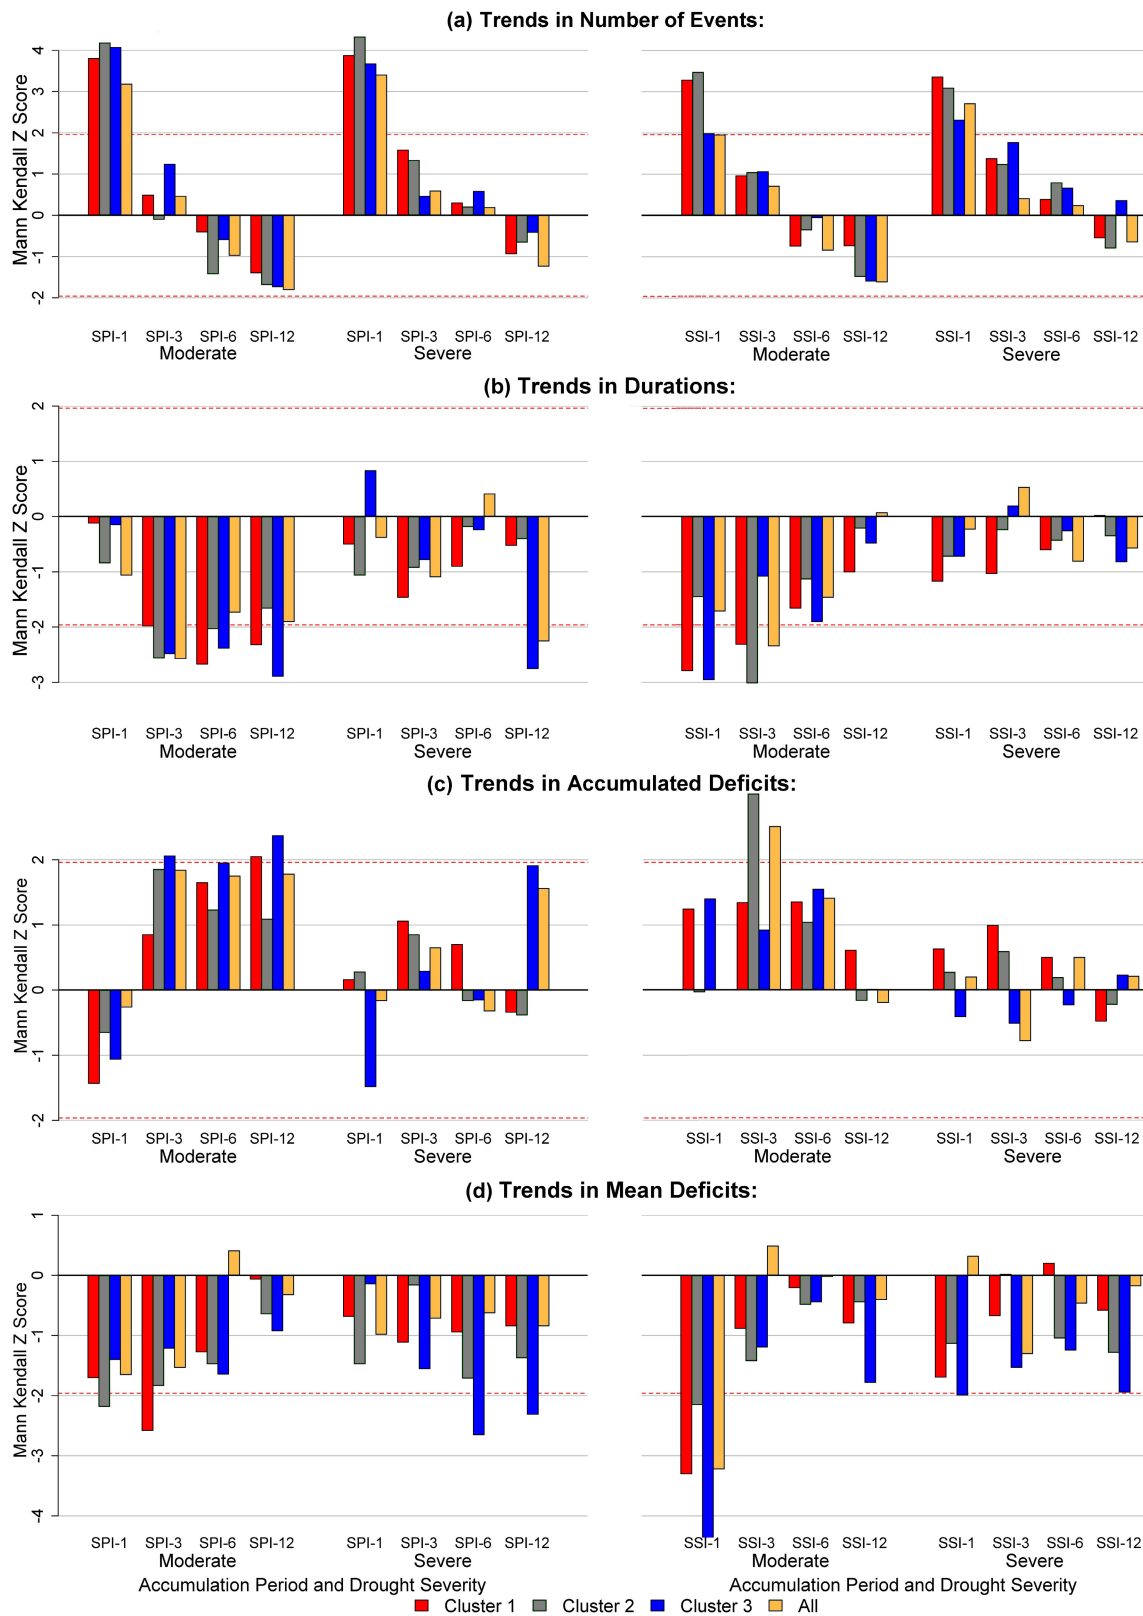 (a) Trends in Number of Events:
Mann Kendall Z Score
4
3
2
1
0
-1
-2
SPI-1 SPI-3 SPI-6 SPI-12 SPI-1 SPI-3 SPI-6 SPI-12 SSI-1 SSI-3 SSI-6 SSI-12 SSI-1 SSI-3 SSI-6 SSI-12
Moderate Severe Moderate Severe
(b) Trends in Durations:
Mann Kendall Z Score
2
1
0
-1
-2
-3
SPI-1 SPI-3 SPI-6 SPI-12 SPI-1 SPI-3 SPI-6 SPI-12 SSI-1 SSI-3 SSI-6 SSI-12 SSI-1 SSI-3 SSI-6 SSI-12
Moderate Severe Moderate Severe
(c) Trends in Accumulated Deficits:
Mann Kendall Z Score
2
1
0
-1
-2
SPI-1 SPI-3 SPI-6 SPI-12 SPI-1 SPI-3 SPI-6 SPI-12 SSI-1 SSI-3 SSI-6 SSI-12 SSI-1 SSI-3 SSI-6 SSI-12
Moderate Severe Moderate Severe
(d) Trends in Mean Deficits:
Mann Kendall Z Score
1
0
-1
-2
-3
-4
SPI-1 SPI-3 SPI-6 SPI-12 SPI-1 SPI-3 SPI-6 SPI-12 SSI-1 SSI-3 SSI-6 SSI-12 SSI-1 SSI-3 SSI-6 SSI-12
Moderate Severe Moderate Severe
Accumulation Period and Drought Severity Accumulation Period and Drought Severity
Cluster 1 Cluster 2 Cluster 3 All